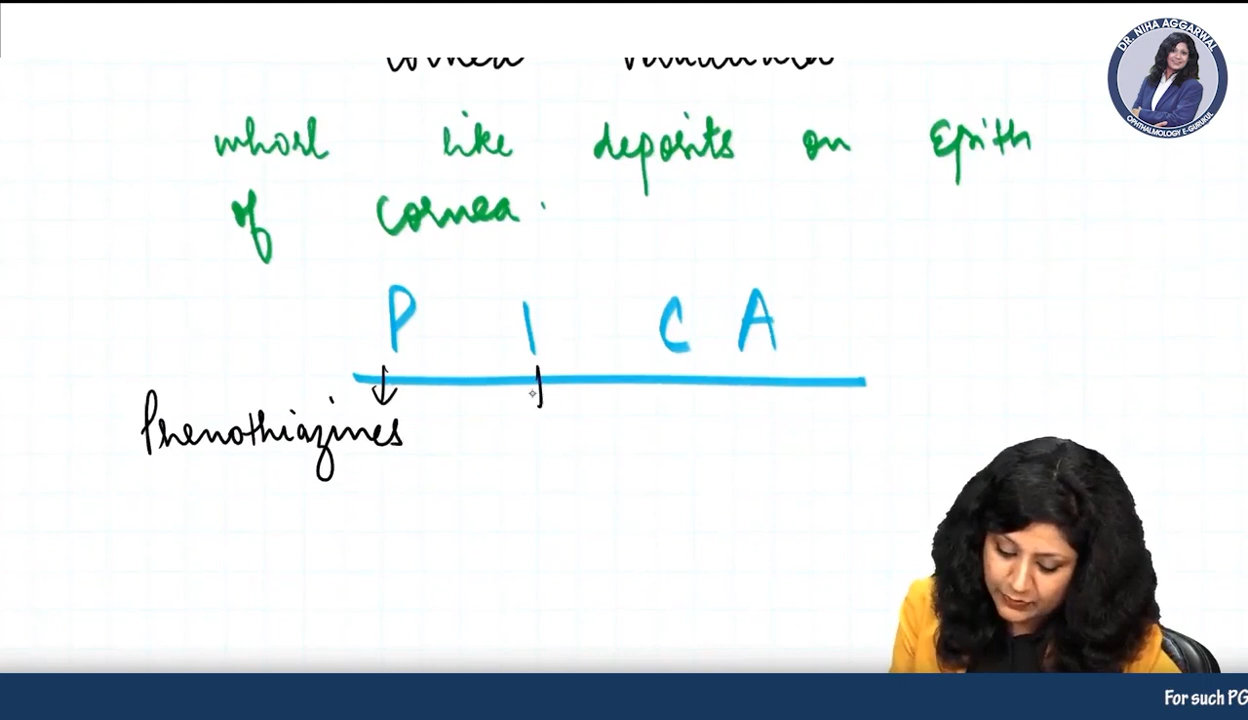 whorl like deposits on Epith
of cornea.
P I C A
Phenothiazines
DR. NIHA AGGARWAL
OPHTHALMOLOGY E-GURUKUL
For such PG